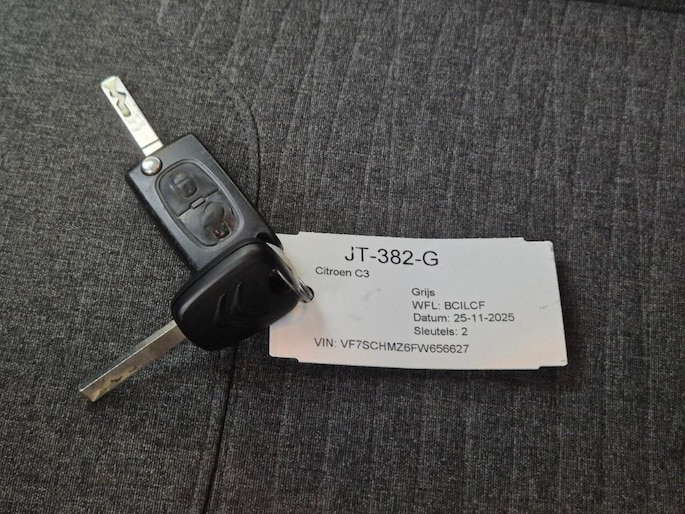 JT-382-G
Citroen C3
Grijs
WFL: BCILCF
Datum: 25-11-2025
Sleutels: 2
VIN: VF7SCHMZ6FW656627